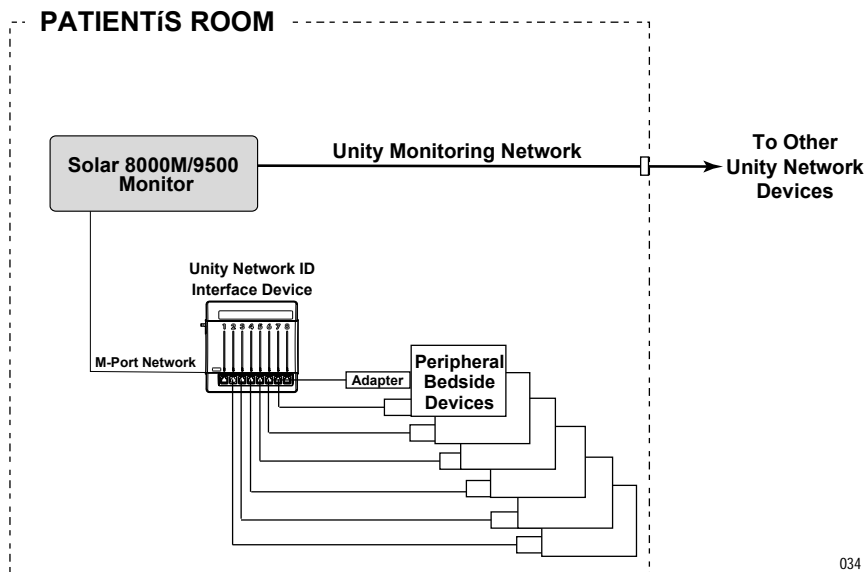 PATIENTíS ROOM
Solar 8000M/9500
Monitor
Unity Monitoring Network
To Other
Unity Network
Devices
Unity Network ID
Interface Device
1 2 3 4 5 6 7 8
M-Port Network
Adapter
Peripheral
Bedside
Devices
034